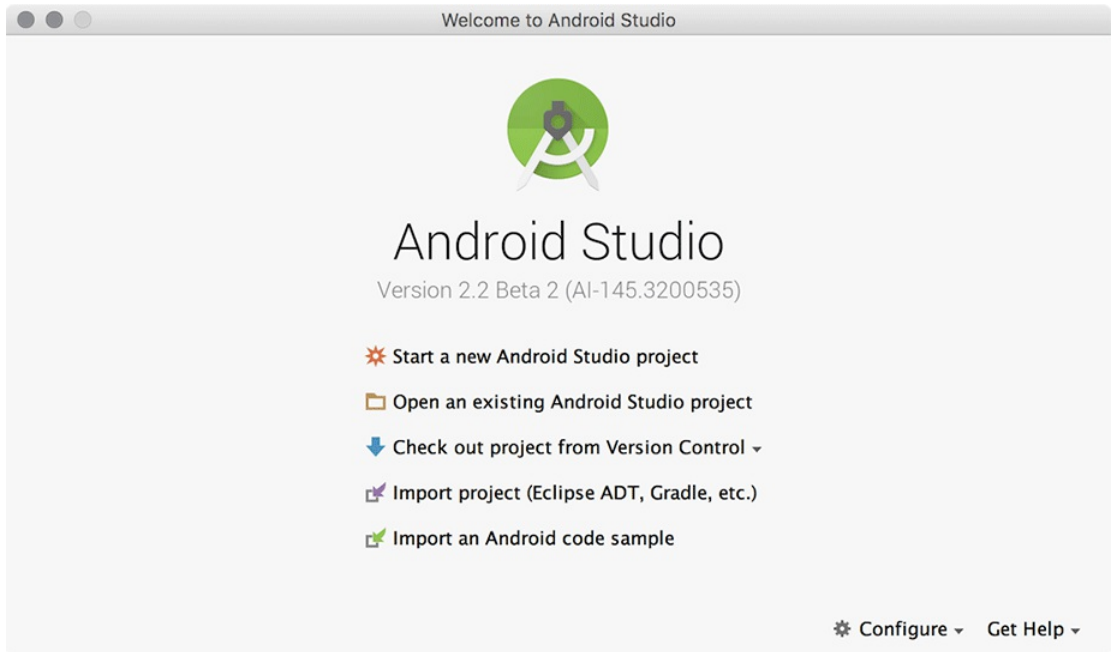 Welcome to Android Studio
Android Studio
Version 2.2 Beta 2 (AI-145.3200535)
Start a new Android Studio project
Open an existing Android Studio project
Check out project from Version Control
Import project (Eclipse ADT, Gradle, etc.)
Import an Android code sample
Configure Get Help